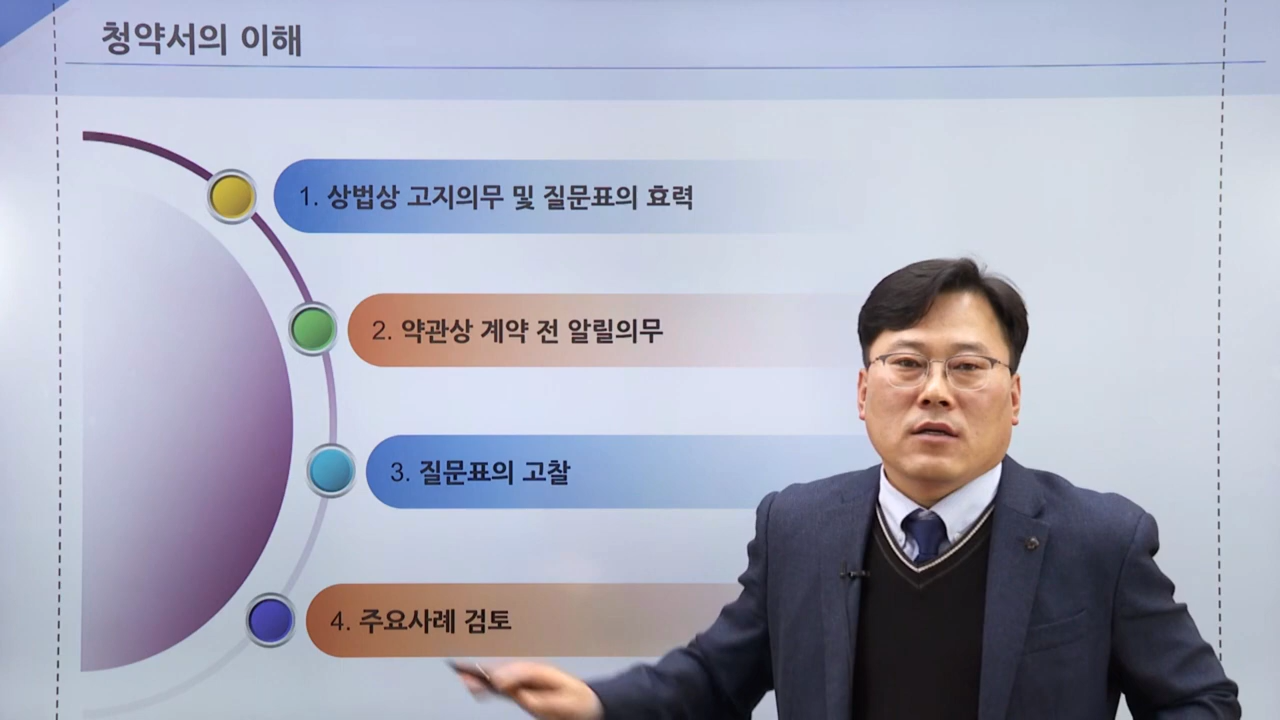 청약서의 이해
1. 상법상 고지의무 및 질문표의 효력
2. 약관상 계약 전 알릴의무
3. 질문표의 고찰
4. 주요사례 검토